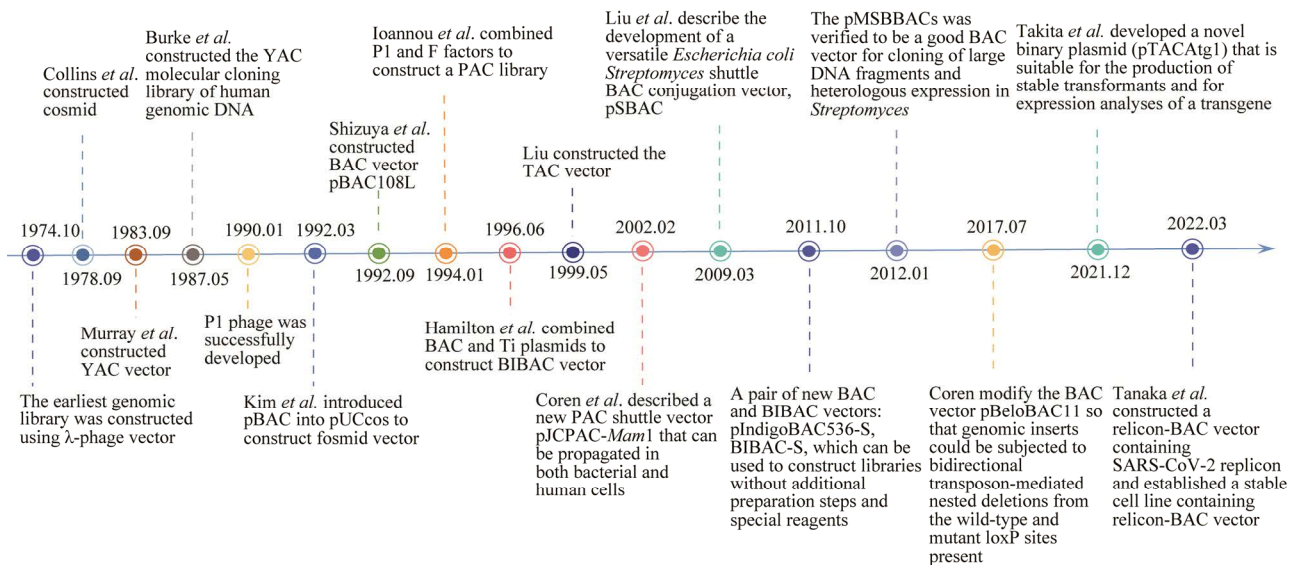 Collins et al.
constructed
cosmid
Burke et al.
constructed the YAC
molecular cloning
library of human
genomic DNA
Ioannou et al. combined
P1 and F factors to
construct a PAC library
Shizuya et al.
constructed
BAC vector
pBAC108L
Liu constructed the
TAC vector
Liu et al. describe the
development of a
versatile Escherichia coli
Streptomyces shuttle
BAC conjugation vector,
pSBAC
The pMSBBACs was
verified to be a good BAC
vector for cloning of large
DNA fragments and
heterologous expression in
Streptomyces
Takita et al. developed a novel
binary plasmid (pTACAtg1) that is
suitable for the production of
stable transformants and for
expression analyses of a transgene
1974.10
1978.09
1983.09
1987.05
1990.01
1992.03
1992.09
1994.01
1996.06
1999.05
2002.02
2009.03
2011.10
2012.01
2017.07
2021.12
2022.03
The earliest genomic
library was constructed
using λ-phage vector
Murray et al.
constructed
YAC vector
P1 phage was
successfully
developed
Kim et al. introduced
pBAC into pUCcos to
construct fosmid vector
Hamilton et al. combined
BAC and Ti plasmids to
construct BIBAC vector
Coren et al. described a
new PAC shuttle vector
pJCPAC-Mam1 that can
be propagated in
both bacterial and
human cells
A pair of new BAC
and BIBAC vectors:
pIndigoBAC536-S,
BIBAC-S, which can be
used to construct libraries
without additional
preparation steps and
special reagents
Coren modify the BAC
vector pBeloBAC11 so
that genomic inserts
could be subjected to
bidirectional
transposon-mediated
nested deletions from
the wild-type and
mutant loxP sites
present
Tanaka et al.
constructed a
relicon-BAC vector
containing
SARS-CoV-2 replicon
and established a stable
cell line containing
relicon-BAC vector